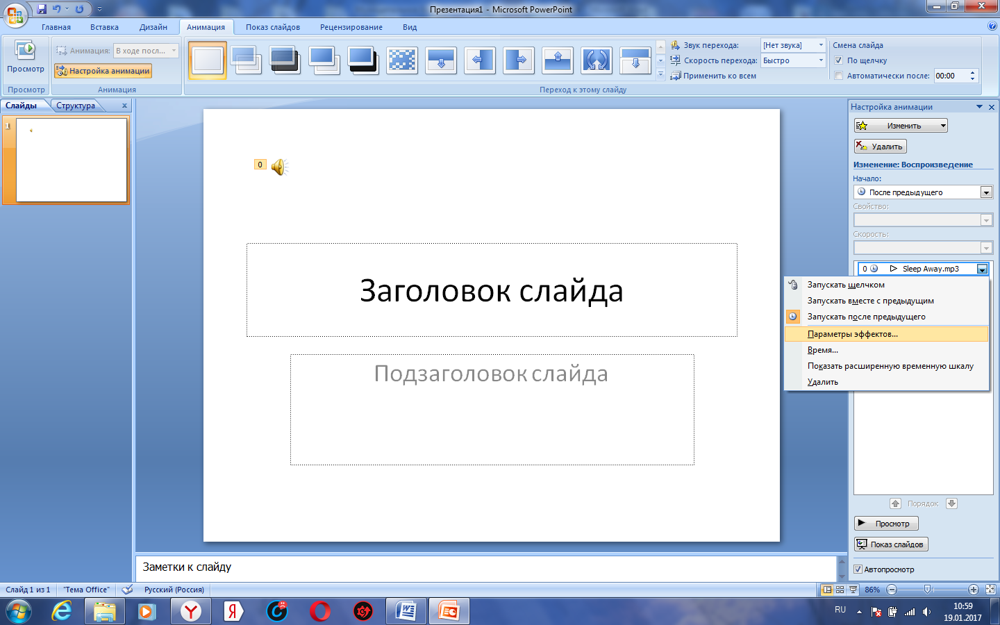 Презентация1 - Microsoft PowerPoint
Главная Вставка Дизайн Анимация Показ слайдов Рецензирование Вид
Просмотр
Просмотр
Анимация: В ходе посл...
Настройка анимации
Анимация
Переход к этому слайду
Звук перехода: [Нет звука]
Скорость перехода: Быстро
Применить ко всем
Смена слайда
По щелчку
Автоматически после: 00:00
Слайды Структура
1
0
Заголовок слайда
Подзаголовок слайда
Заметки к слайду
Настройка анимации
Изменить
Удалить
Изменение: Воспроизведение
Начало:
После предыдущего
Свойство:
Скорость:
0 Sleep Away.mp3
Запускать щелчком
Запускать вместе с предыдущим
Запускать после предыдущего
Параметры эффектов...
Время...
Показать расширенную временную шкалу
Удалить
Порядок
Просмотр
Показ слайдов
Автопросмотр
Слайд 1 из 1 "Тема Office" Русский (Россия) 86%
RU
10:59
19.01.2017